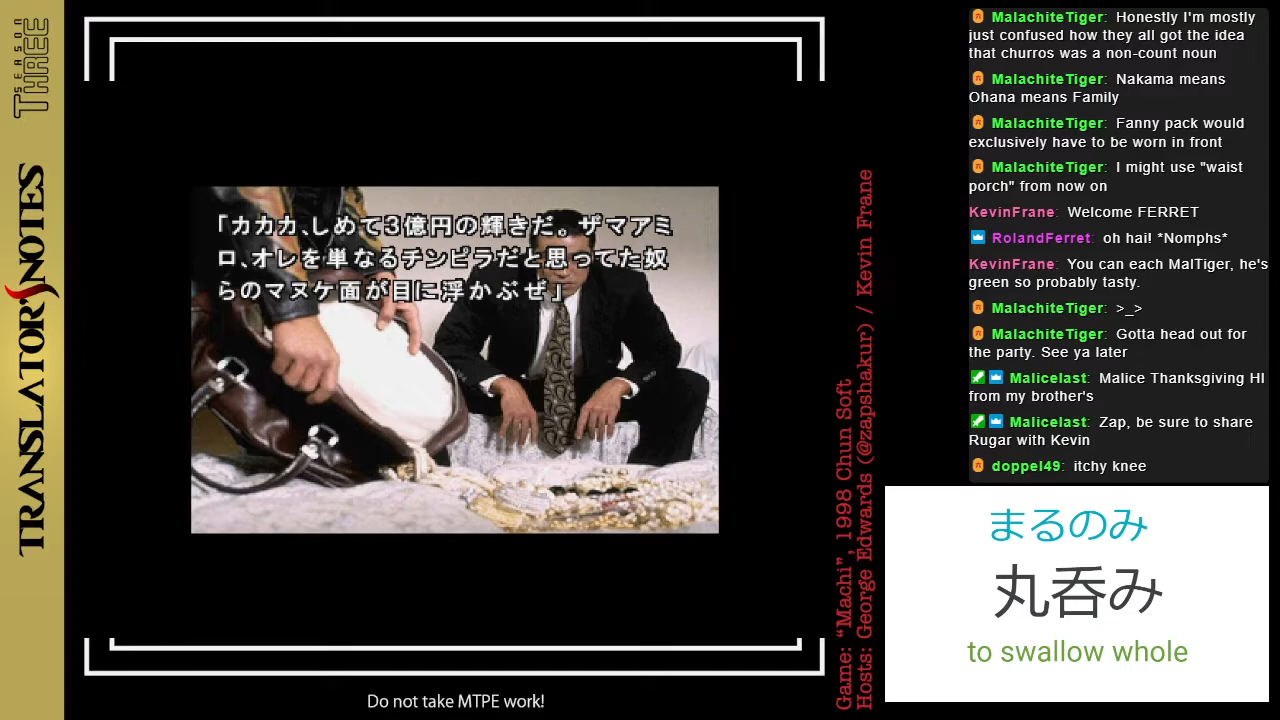 SEASON
THREE
TRANSLATOR'S NOTES
「カカカ、しめて3億円の輝きだ。ザマアミ
ロ、オレを単なるチンピラだと思ってた奴
らのマヌケ面が目に浮かぶぜ」
Game: "Machi", 1998 Chun Soft
Hosts: George Edwards (@zapshakur) / Kevin Frane
Do not take MTPE work!
MalachiteTiger: Honestly I'm mostly
just confused how they all got the idea
that churros was a non-count noun
MalachiteTiger: Nakama means
Ohana means Family
MalachiteTiger: Fanny pack would
exclusively have to be worn in front
MalachiteTiger: I might use "waist
porch" from now on
KevinFrane: Welcome FERRET
RolandFerret: oh hai! *Nomphs*
KevinFrane: You can each MalTiger, he's
green so probably tasty.
MalachiteTiger: >_>
MalachiteTiger: Gotta head out for
the party. See ya later
Malicelast: Malice Thanksgiving HI
from my brother's
Malicelast: Zap, be sure to share
Rugar with Kevin
doppel49: itchy knee
まるのみ
丸呑み
to swallow whole